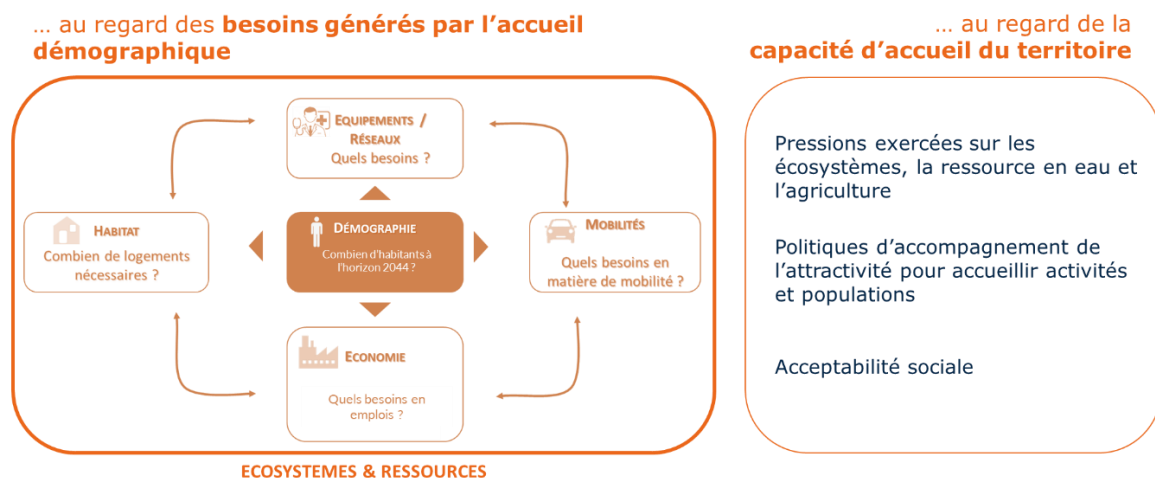 … au regard des besoins générés par l’accueil
démographique
EQUIPEMENTS /
RÉSEAUX
Quels besoins ?
HABITAT
Combien de logements
nécessaires ?
DÉMOGRAPHIE
Combien d'habitants à
l'horizon 2044 ?
MOBILITÉS
Quels besoins en
matière de mobilité ?
ECONOMIE
Quels besoins en
emplois ?
ECOSYSTEMES & RESSOURCES
… au regard de la
capacité d’accueil du territoire
Pressions exercées sur les
écosystèmes, la ressource en eau et
l’agriculture
Politiques d’accompagnement de
l’attractivité pour accueillir activités
et populations
Acceptabilité sociale